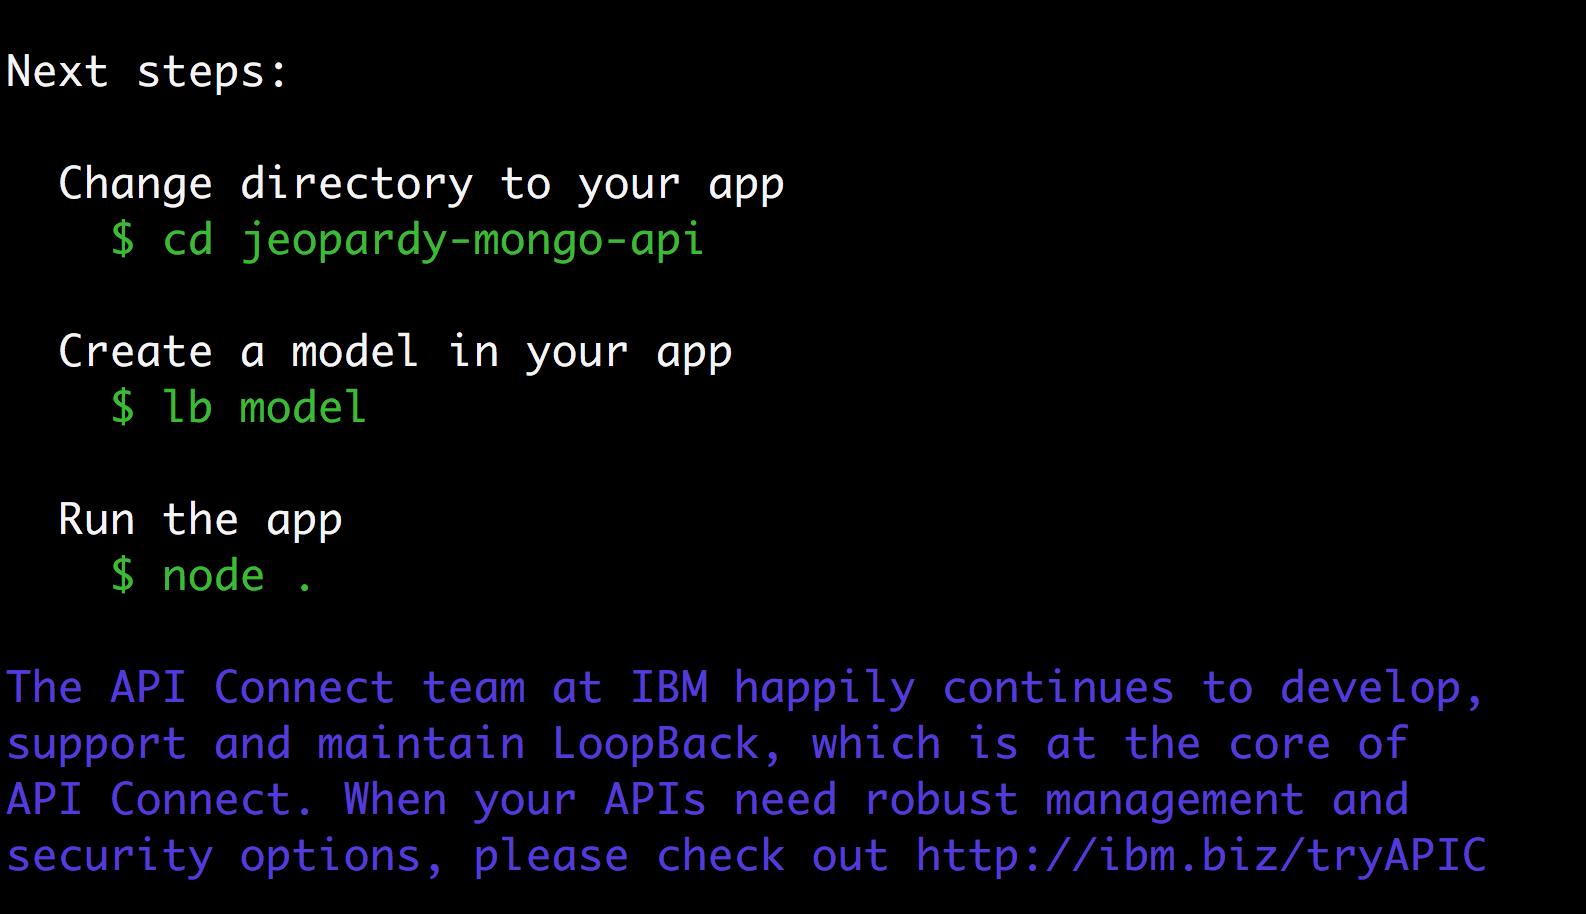 Next steps:
Change directory to your app
$ cd jeopardy-mongo-api
Create a model in your app
$ lb model
Run the app
$ node .
The API Connect team at IBM happily continues to develop,
support and maintain LoopBack, which is at the core of
API Connect. When your APIs need robust management and
security options, please check out http://ibm.biz/tryAPIC